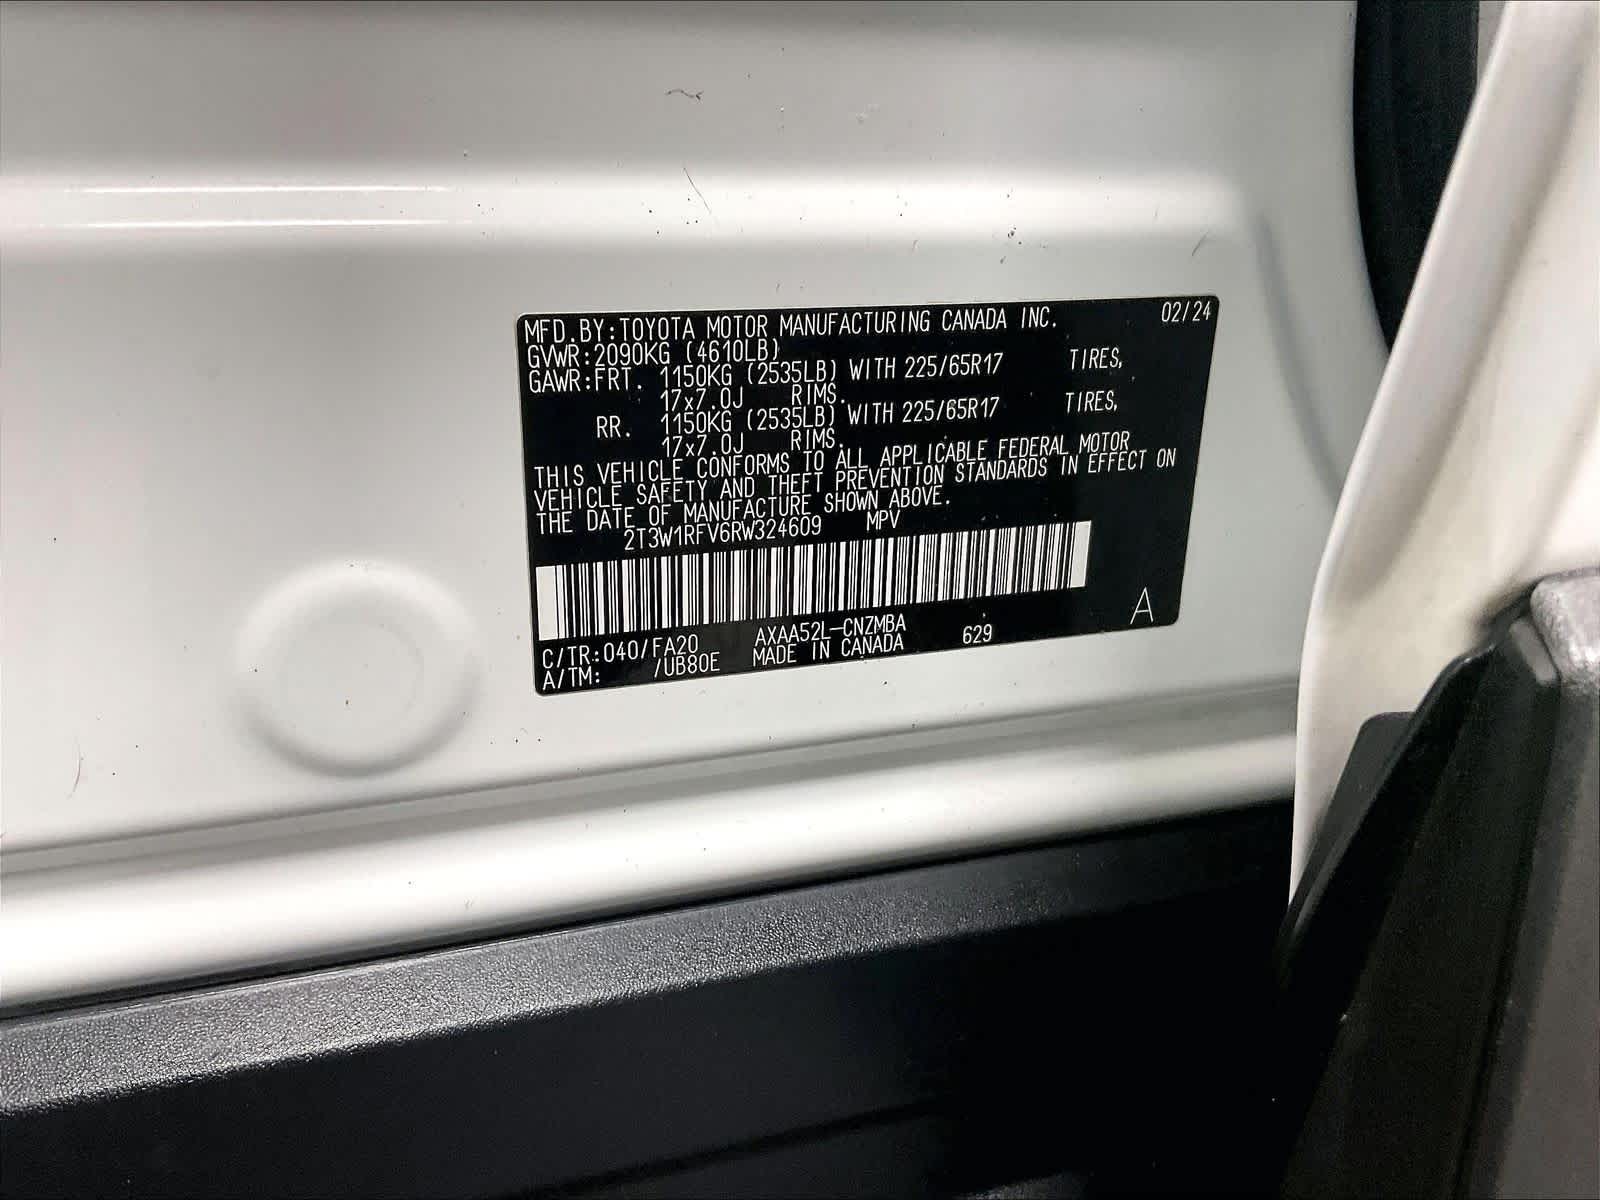 MFD.BY:TOYOTA MOTOR MANUFACTURING CANADA INC. 02/24
GVWR:2090KG (4610LB)
GAWR:FRT. 1150KG (2535LB) WITH 225/65R17 TIRES,
17x7.0J RIMS.
RR. 1150KG (2535LB) WITH 225/65R17 TIRES,
17x7.0J RIMS.
THIS VEHICLE CONFORMS TO ALL APPLICABLE FEDERAL MOTOR
VEHICLE SAFETY AND THEFT PREVENTION STANDARDS IN EFFECT ON
THE DATE OF MANUFACTURE SHOWN ABOVE.
2T3W1RFV6RW324609 MPV
C/TR:040/FA20 AXAA52L-CNZMBA 629 A
A/TM: /UB80E MADE IN CANADA